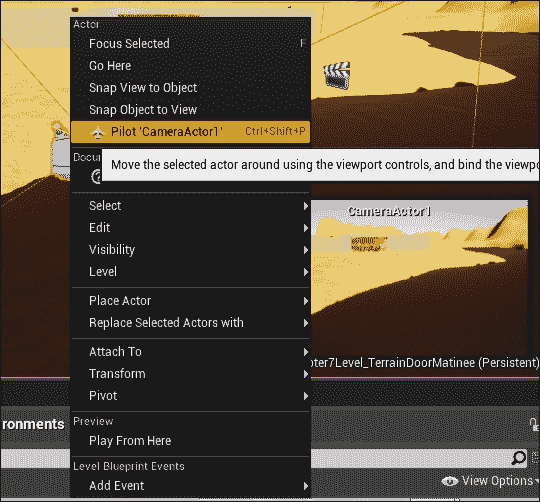 Actor
Focus Selected F
Go Here
Snap View to Object
Snap Object to View
Pilot 'CameraActor1' Ctrl+Shift+P
Docu
Move the selected actor around using the viewport controls, and bind the viewpo
Select
CameraActor1
Edit
Visibility
Level
Place Actor
Replace Selected Actors with
Attach To
pter7Level_TerrainDoorMatinee (Persistent)
Transform
Pivot
ronments
Preview
Play From Here
Level Blueprint Events
View Options
Add Event